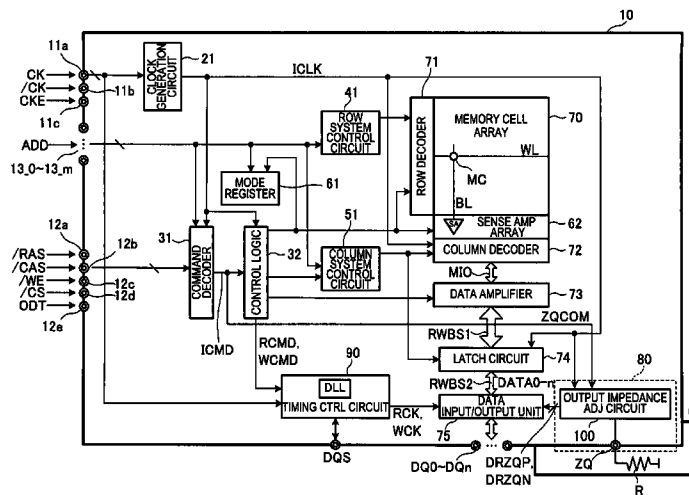 10
11a
21
CK
/CK
CKE
11b
11c
CLOCK
GENERATION
CIRCUIT
ICLK
71
41
ROW
SYSTEM
CONTROL
CIRCUIT
ROW DECODER
MEMORY CELL
ARRAY
70
WL
MC
BL
SA
SENSE AMP
ARRAY
62
COLUMN DECODER
72
ADD
13_0~13_m
MODE
REGISTER
61
12a
/RAS
/CAS
/WE
/CS
ODT
12b
12c
12d
12e
31
COMMAND
DECODER
32
CONTROL LOGIC
51
COLUMN
SYSTEM
CONTROL
CIRCUIT
MIO
DATA AMPLIFIER
73
ICMD
RCMD,
WCMD
RWBS1
ZQCOM
LATCH CIRCUIT
74
80
90
DLL
TIMING CTRL CIRCUIT
RWBS2
DATA0-n
RCK,
WCK
DATA
INPUT/OUTPUT UNIT
75
OUTPUT IMPEDANCE
ADJ CIRCUIT
100
DQS
DQ0~DQn
DRZQP,
DRZQN
ZQ
R